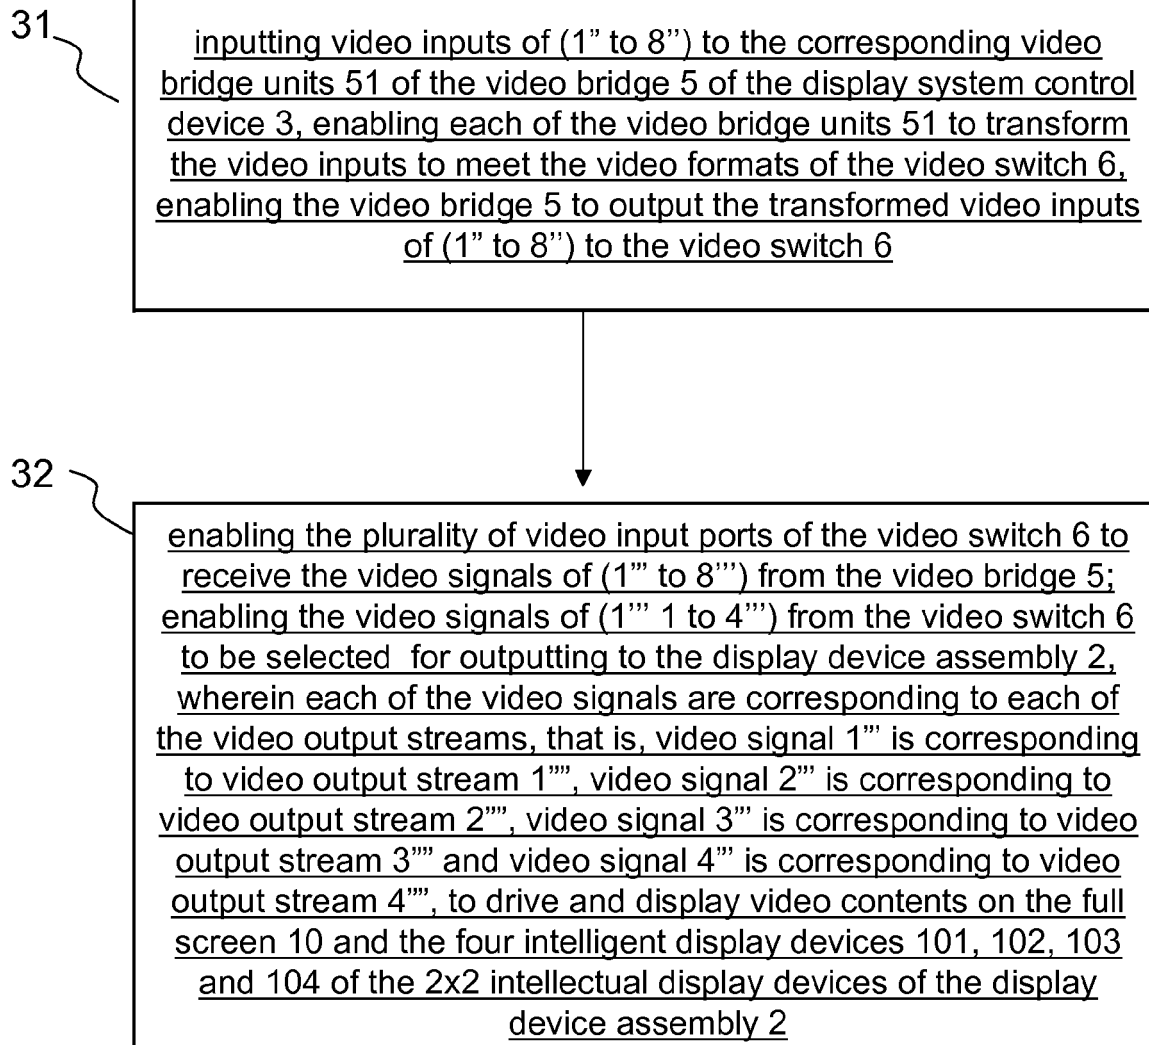 31
inputting video inputs of (1” to 8’’) to the corresponding video
bridge units 51 of the video bridge 5 of the display system control
device 3, enabling each of the video bridge units 51 to transform
the video inputs to meet the video formats of the video switch 6,
enabling the video bridge 5 to output the transformed video inputs
of (1” to 8’’) to the video switch 6
32
enabling the plurality of video input ports of the video switch 6 to
receive the video signals of (1’” to 8’’’) from the video bridge 5;
enabling the video signals of (1’” 1 to 4’”) from the video switch 6
to be selected for outputting to the display device assembly 2,
wherein each of the video signals are corresponding to each of
the video output streams, that is, video signal 1’” is corresponding
to video output stream 1””, video signal 2’” is corresponding to
video output stream 2””, video signal 3’” is corresponding to video
output stream 3”” and video signal 4’” is corresponding to video
output stream 4””, to drive and display video contents on the full
screen 10 and the four intelligent display devices 101, 102, 103
and 104 of the 2x2 intellectual display devices of the display
device assembly 2